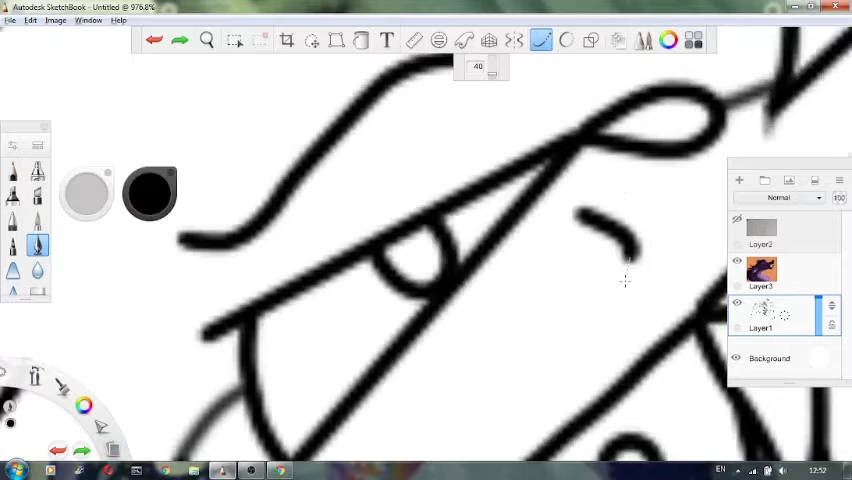 Autodesk SketchBook - Untitled @ 976.8%
File Edit Image Window Help
T
40
Normal
100
Layer2
Layer3
Layer1
Background
EN
12:52